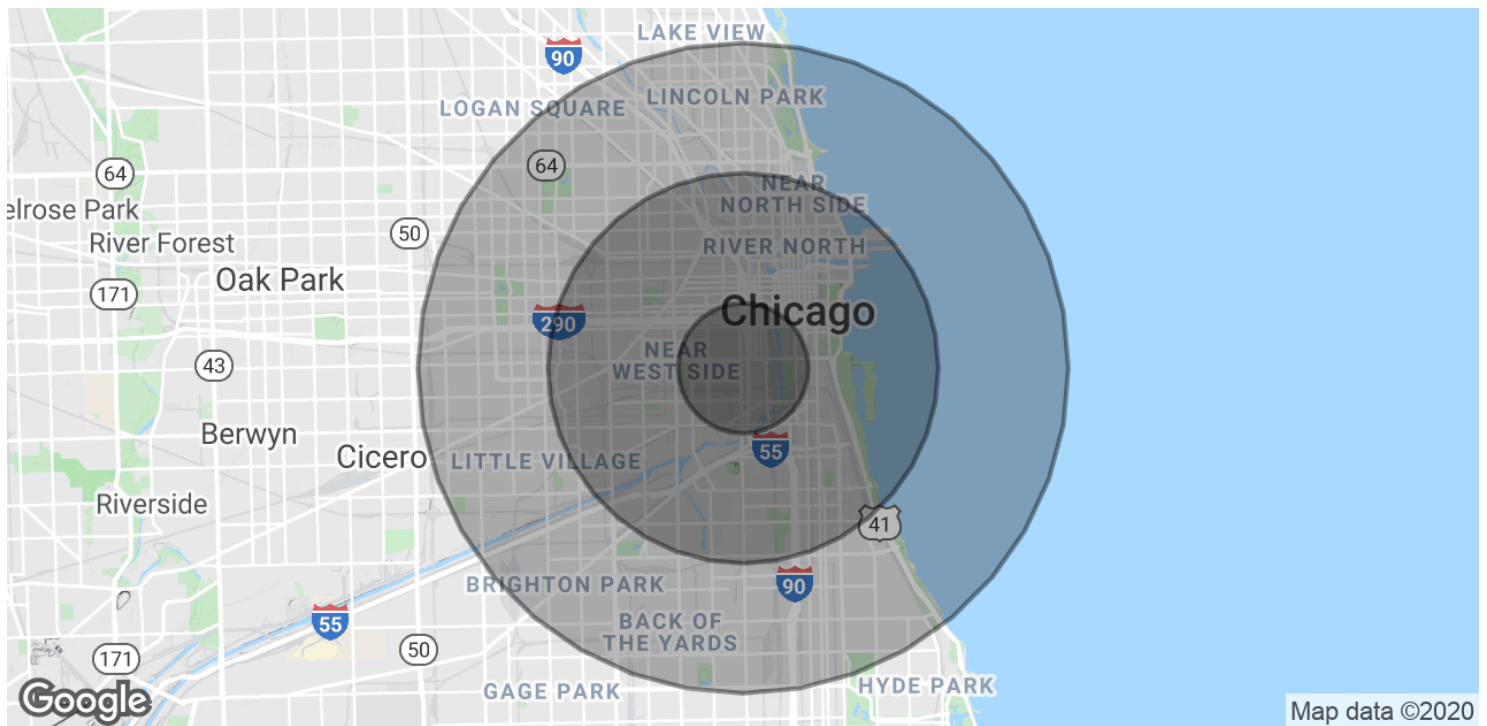 LAKE VIEW
90
LOGAN SQUARE
LINCOLN PARK
64
64
NEAR
NORTH SIDE
elrose Park
50
River Forest
RIVER NORTH
Oak Park
171
Chicago
290
NEAR
WEST SIDE
43
Berwyn
Cicero
LITTLE VILLAGE
55
Riverside
41
BRIGHTON PARK
90
55
BACK OF
THE YARDS
50
171
GAGE PARK
HYDE PARK
Google
Map data ©2020